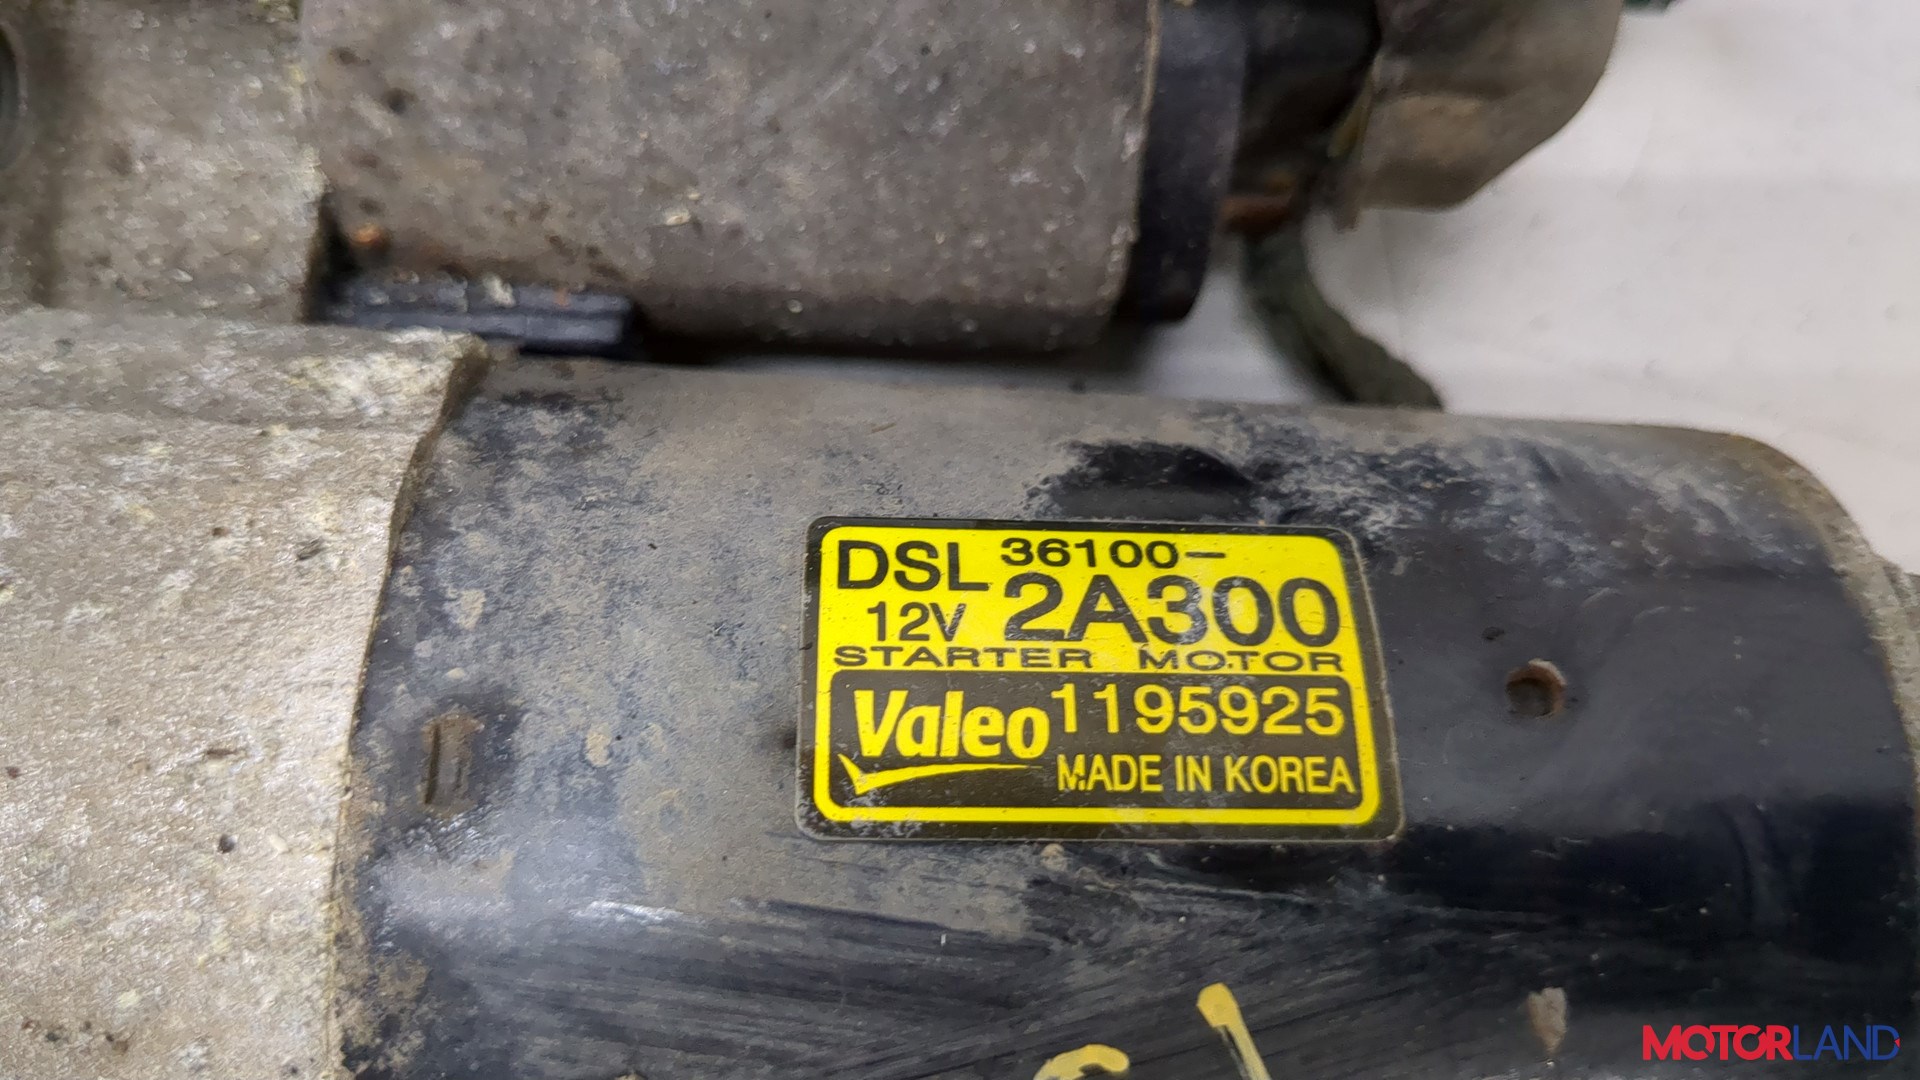 DSL 36100-
12V 2A300
STARTER MOTOR
Valeo 1195925
MADE IN KOREA
MOTORLAND